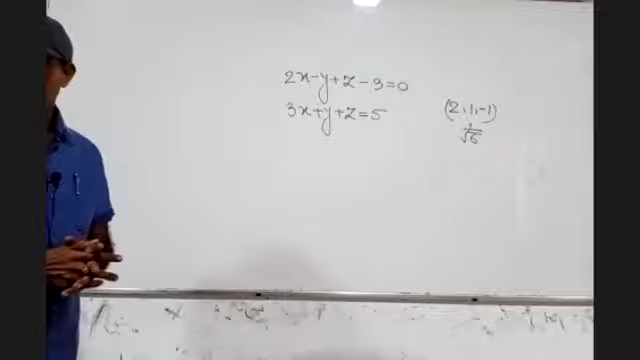 2x-y+z-3=0
3x+y+z=5
(2,1,-1)
1/√6